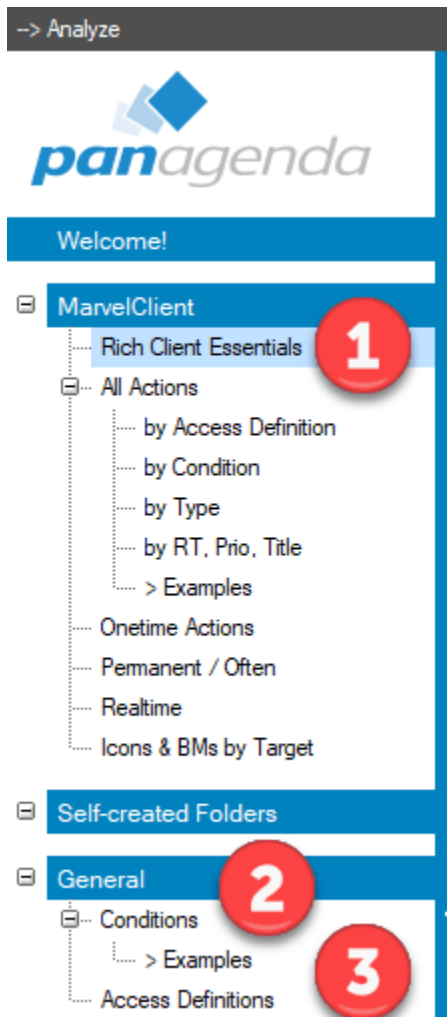 --> Analyze
panagenda
Welcome!
MarvelClient
Rich Client Essentials
1
All Actions
by Access Definition
by Condition
by Type
by RT, Prio, Title
> Examples
Onetime Actions
Permanent / Often
Realtime
Icons & BMs by Target
Self-created Folders
General
2
Conditions
> Examples
3
Access Definitions